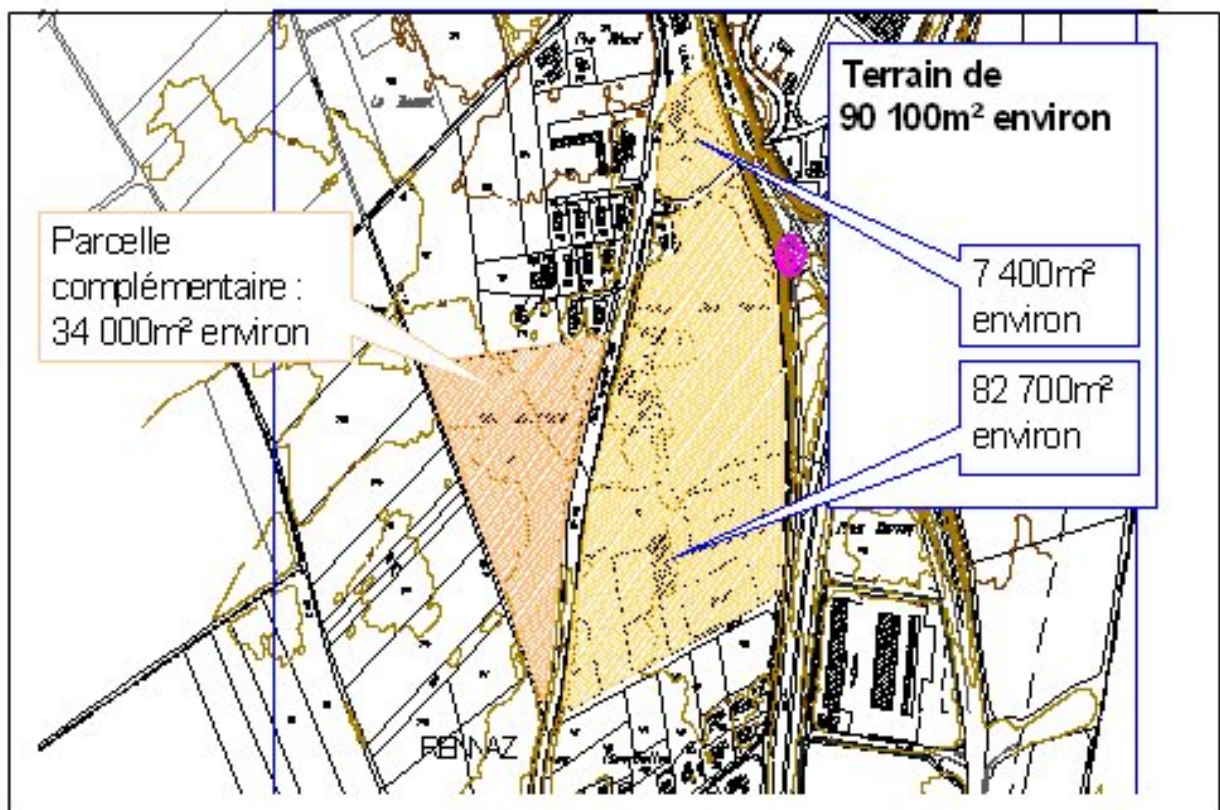 Terrain de
90 100m² environ
Parcelle
complémentaire :
34 000m² environ
7 400m²
environ
82 700m²
environ
RENNAZ